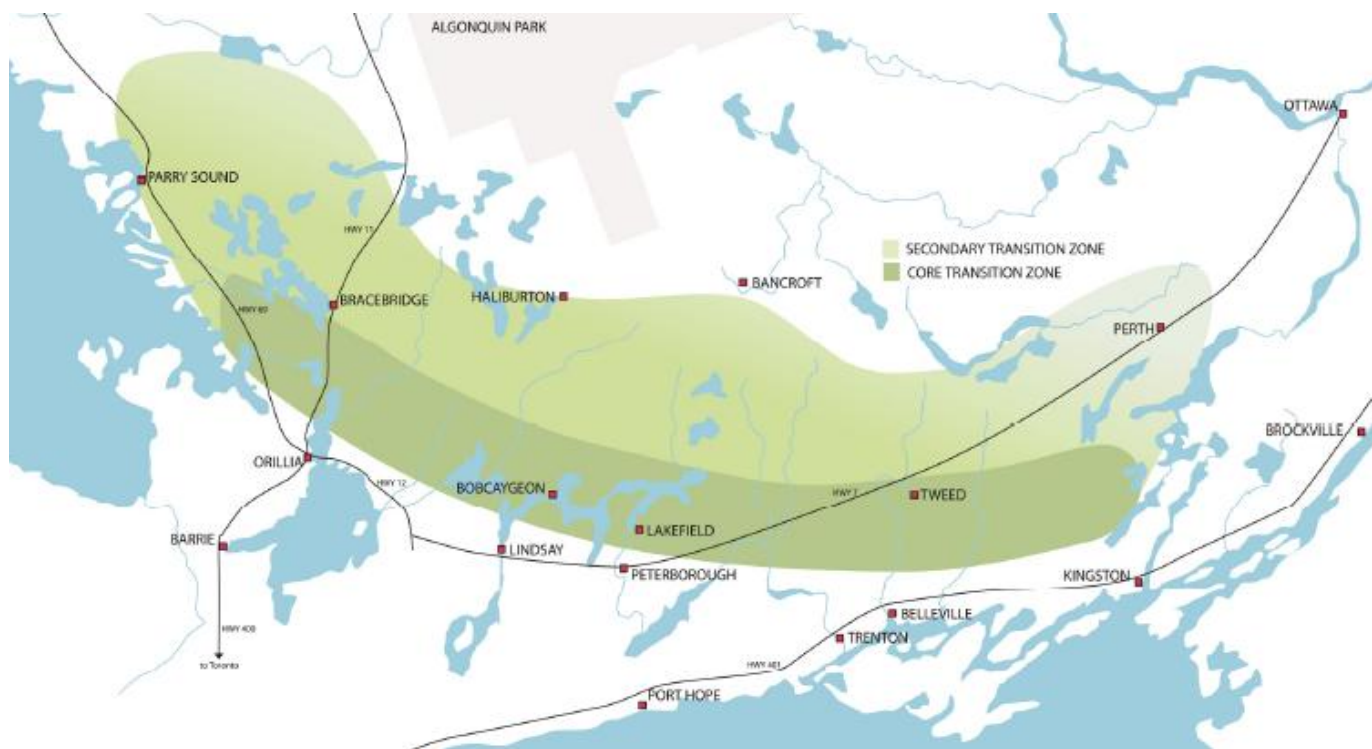 ALGONQUIN PARK
OTTAWA
PARRY SOUND
HWY 11
SECONDARY TRANSITION ZONE
CORE TRANSITION ZONE
BANCROFT
HALIBURTON
BRACEBRIDGE
HWY 69
PERTH
BROCKVILLE
ORILLIA
HWY 12
BOBCAYGEON
HWY 7
TWEED
LAKEFIELD
BARRIE
LINDSAY
PETERBOROUGH
KINGSTON
BELLEVILLE
HWY 400
TRENTON
to Toronto
HWY 401
PORT HOPE